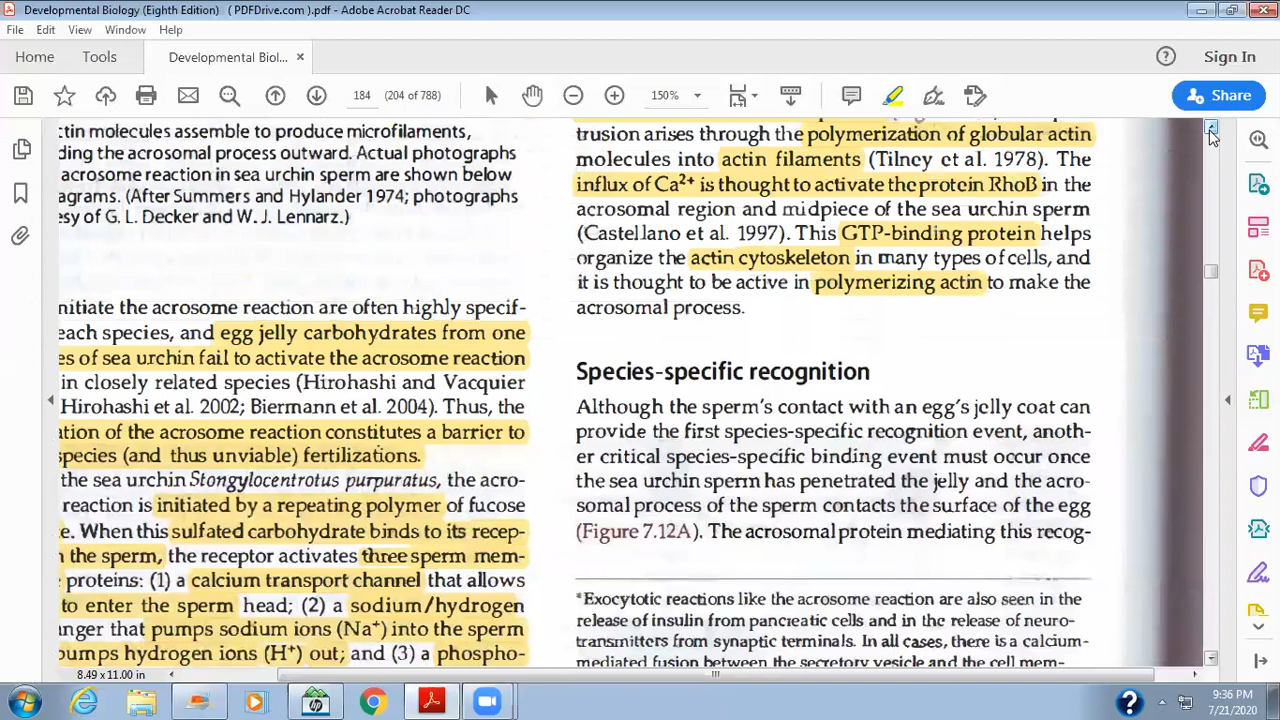 Developmental Biology (Eighth Edition) ( PDFDrive.com ).pdf - Adobe Acrobat Reader DC
File Edit View Window Help
Home Tools Developmental Biol... × Sign In
184 (204 of 788) 150% Share
ctin molecules assemble to produce microfilaments,
ding the acrosomal process outward. Actual photographs
acrosome reaction in sea urchin sperm are shown below
agrams. (After Summers and Hylander 1974; photographs
esy of G. L. Decker and W. J. Lennarz.)
nitiate the acrosome reaction are often highly specif-
each species, and egg jelly carbohydrates from one
es of sea urchin fail to activate the acrosome reaction
in closely related species (Hirohashi and Vacquier
Hirohashi et al. 2002; Biermann et al. 2004). Thus, the
ation of the acrosome reaction constitutes a barrier to
species (and thus unviable) fertilizations.
the sea urchin Stongylocentrotus purpuratus, the acro-
reaction is initiated by a repeating polymer of fucose
e. When this sulfated carbohydrate binds to its recep-
n the sperm, the receptor activates three sperm mem-
proteins: (1) a calcium transport channel that allows
to enter the sperm head; (2) a sodium/hydrogen
anger that pumps sodium ions (Na⁺) into the sperm
pumps hydrogen ions (H⁺) out; and (3) a phospho-
trusion arises through the polymerization of globular actin
molecules into actin filaments (Tilney et al. 1978). The
influx of Ca²⁺ is thought to activate the protein RhoB in the
acrosomal region and midpiece of the sea urchin sperm
(Castellano et al. 1997). This GTP-binding protein helps
organize the actin cytoskeleton in many types of cells, and
it is thought to be active in polymerizing actin to make the
acrosomal process.
Species-specific recognition
Although the sperm's contact with an egg's jelly coat can
provide the first species-specific recognition event, anoth-
er critical species-specific binding event must occur once
the sea urchin sperm has penetrated the jelly and the acro-
somal process of the sperm contacts the surface of the egg
(Figure 7.12A). The acrosomal protein mediating this recog-
*Exocytotic reactions like the acrosome reaction are also seen in the
release of insulin from pancreatic cells and in the release of neuro-
transmitters from synaptic terminals. In all cases, there is a calcium-
mediated fusion between the secretory vesicle and the cell mem-
8.49 x 11.00 in
9:36 PM
7/21/2020